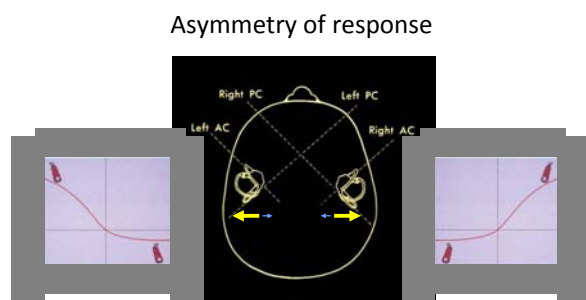 Asymmetry of response
Right PC
Left PC
Left AC
Right AC